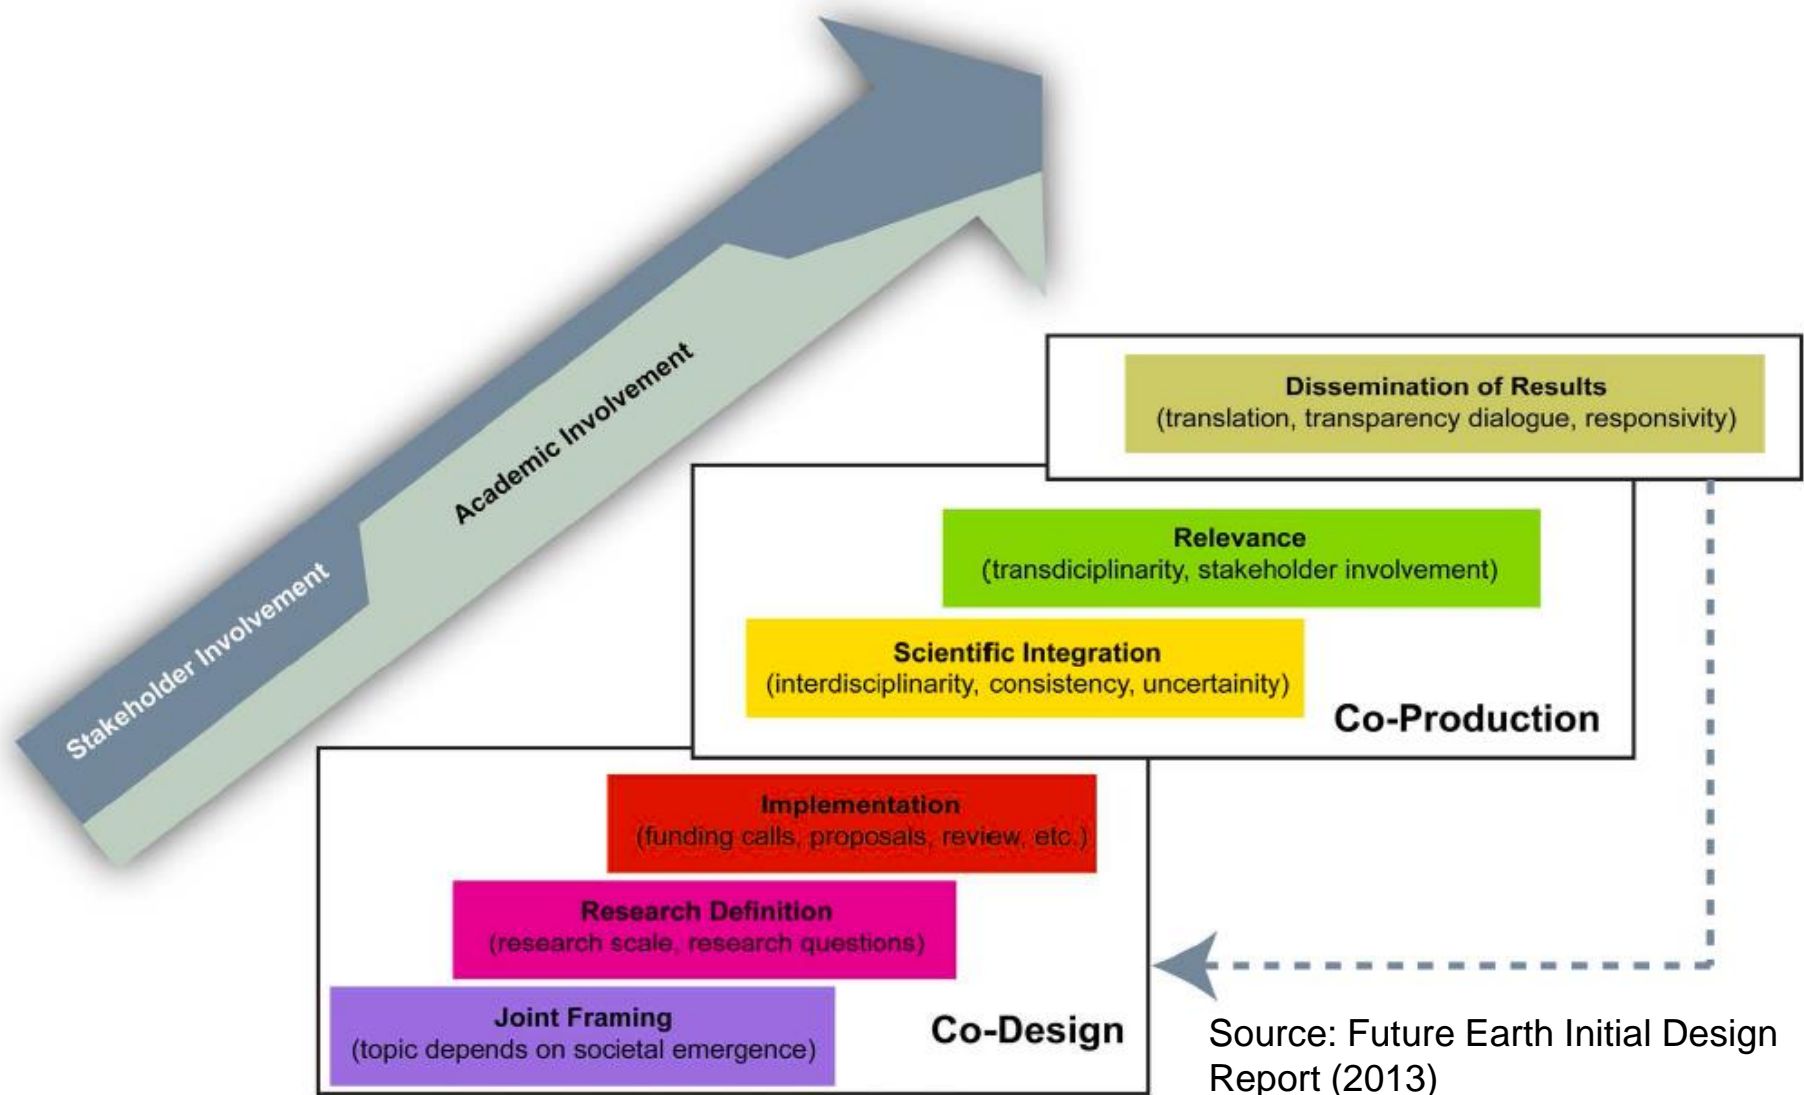 Stakeholder Involvement
Academic Involvement
Dissemination of Results
(translation, transparency dialogue, responsivity)
Relevance
(transdiciplinarity, stakeholder involvement)
Scientific Integration
(interdisciplinarity, consistency, uncertainity)
Co-Production
Implementation
(funding calls, proposals, review, etc.)
Research Definition
(research scale, research questions)
Joint Framing
(topic depends on societal emergence)
Co-Design
Source: Future Earth Initial Design
Report (2013)